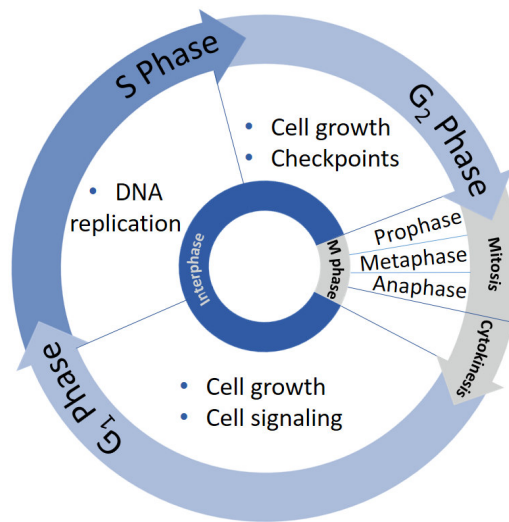 S Phase
G₂ Phase
• Cell growth
• Checkpoints
• DNA
replication
Prophase
Metaphase
Anaphase
Mitosis
Cytokinesis
Interphase
M phase
G₁ Phase
• Cell growth
• Cell signaling